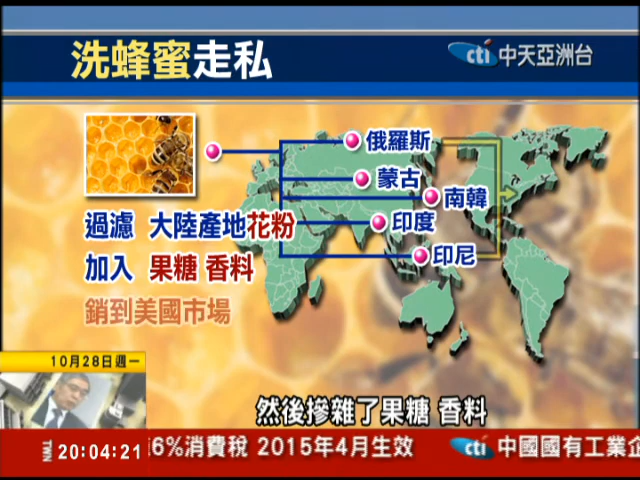 洗蜂蜜走私
cti 中天亞洲台
俄羅斯
蒙古
南韓
印度
印尼
過濾 大陸產地花粉
加入 果糖 香料
銷到美國市場
10月28日週一
然後摻雜了果糖 香料
TWN 20:04:21
6%消費稅 2015年4月生效 cti 中國國有工業企